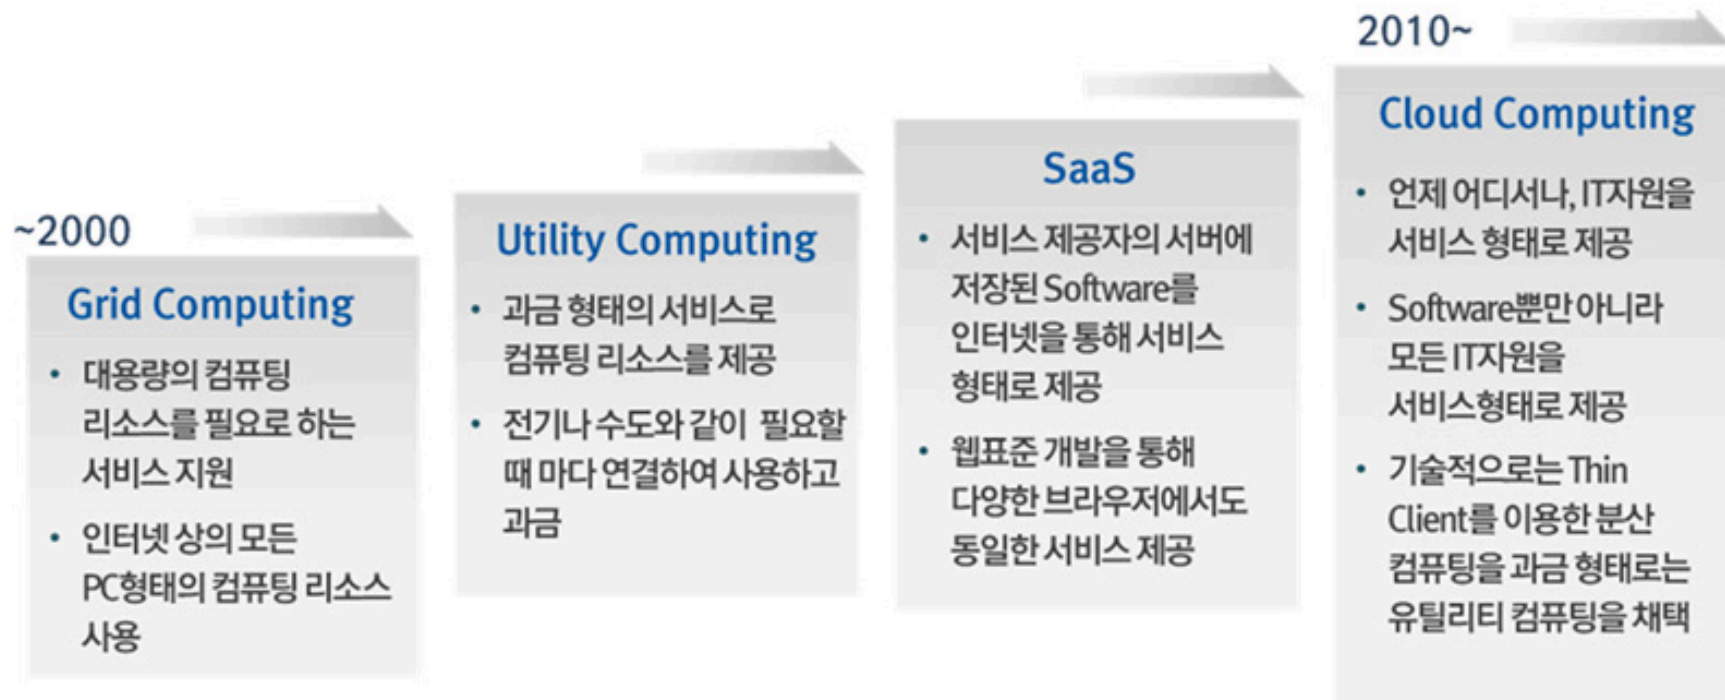 ~2000
Grid Computing
• 대용량의 컴퓨팅
리소스를 필요로 하는
서비스 지원
• 인터넷 상의 모든
PC형태의 컴퓨팅 리소스
사용
Utility Computing
• 과금 형태의 서비스로
컴퓨팅 리소스를 제공
• 전기나 수도와 같이 필요할
때 마다 연결하여 사용하고
과금
SaaS
• 서비스 제공자의 서버에
저장된 Software를
인터넷을 통해 서비스
형태로 제공
• 웹표준 개발을 통해
다양한 브라우저에서도
동일한 서비스 제공
2010~
Cloud Computing
• 언제 어디서나, IT자원을
서비스 형태로 제공
• Software뿐만 아니라
모든 IT자원을
서비스형태로 제공
• 기술적으로는 Thin
Client를 이용한 분산
컴퓨팅을 과금 형태로는
유틸리티 컴퓨팅을 채택